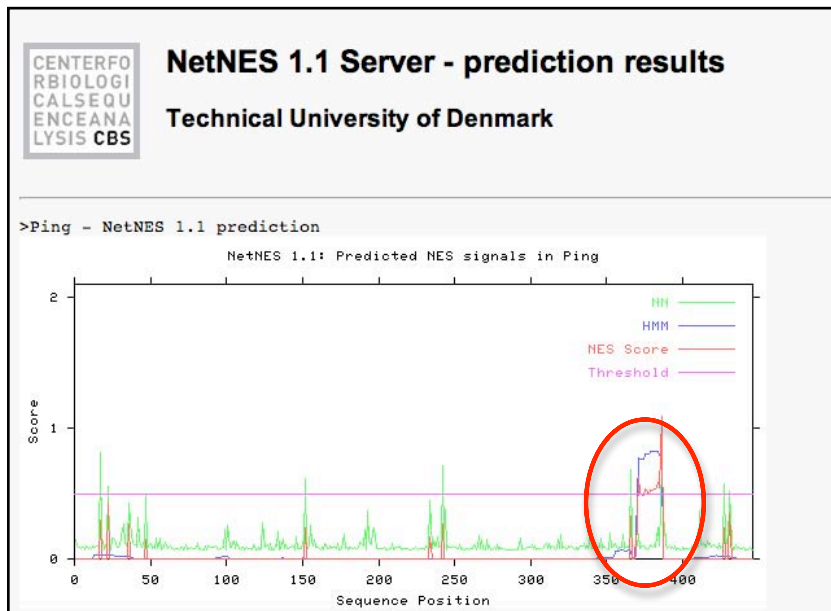 CENTERFO
RBIOLOGI
CALSEQU
ENCEANA
LYSIS CBS
NetNES 1.1 Server - prediction results
Technical University of Denmark
>Ping - NetNES 1.1 prediction
NetNES 1.1: Predicted NES signals in Ping
2
1
0
NN
HMM
NES Score
Threshold
Score
0 50 100 150 200 250 300 350 400
Sequence Position